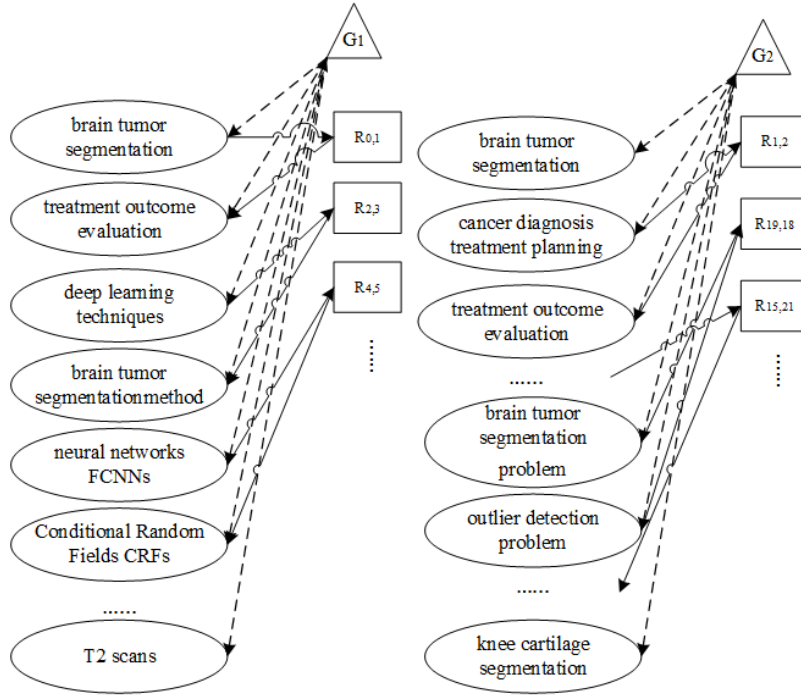 G1
brain tumor
segmentation
R0,1
treatment outcome
evaluation
R2,3
deep learning
techniques
R4,5
......
brain tumor
segmentationmethod
neural networks
FCNNs
Conditional Random
Fields CRFs
......
T2 scans
G2
brain tumor
segmentation
R1,2
cancer diagnosis
treatment planning
R19,18
treatment outcome
evaluation
R15,21
......
......
brain tumor
segmentation
problem
outlier detection
problem
......
knee cartilage
segmentation